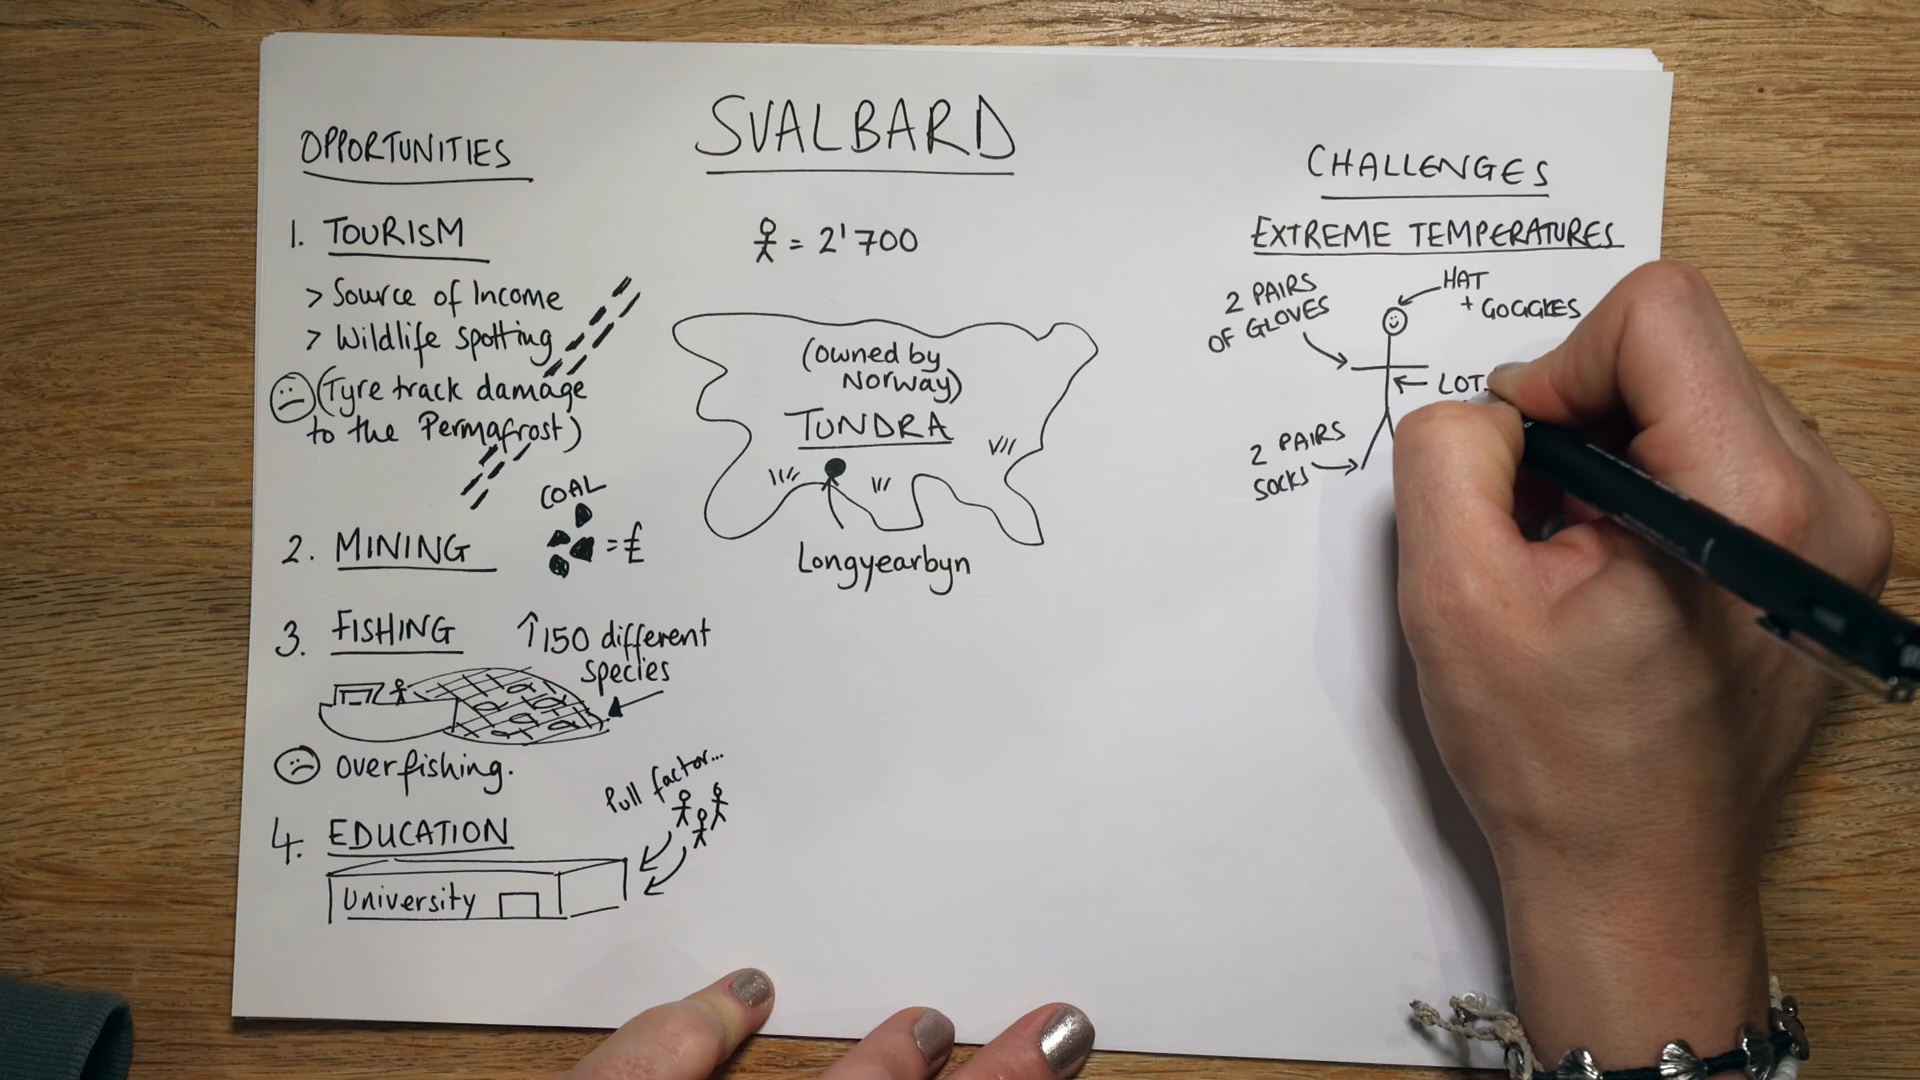 SVALBARD
OPPORTUNITIES
1. TOURISM
> Source of Income
> Wildlife spotting
(Tyre track damage
to the Permafrost)
2. MINING
COAL
= £
3. FISHING
↑150 different
species
overfishing.
4. EDUCATION
Pull factor...
University
= 2'700
(owned by
Norway)
TUNDRA
Longyearbyn
CHALLENGES
EXTREME TEMPERATURES
HAT
+ GOGGLES
2 PAIRS
OF GLOVES
2 PAIRS
SOCKS